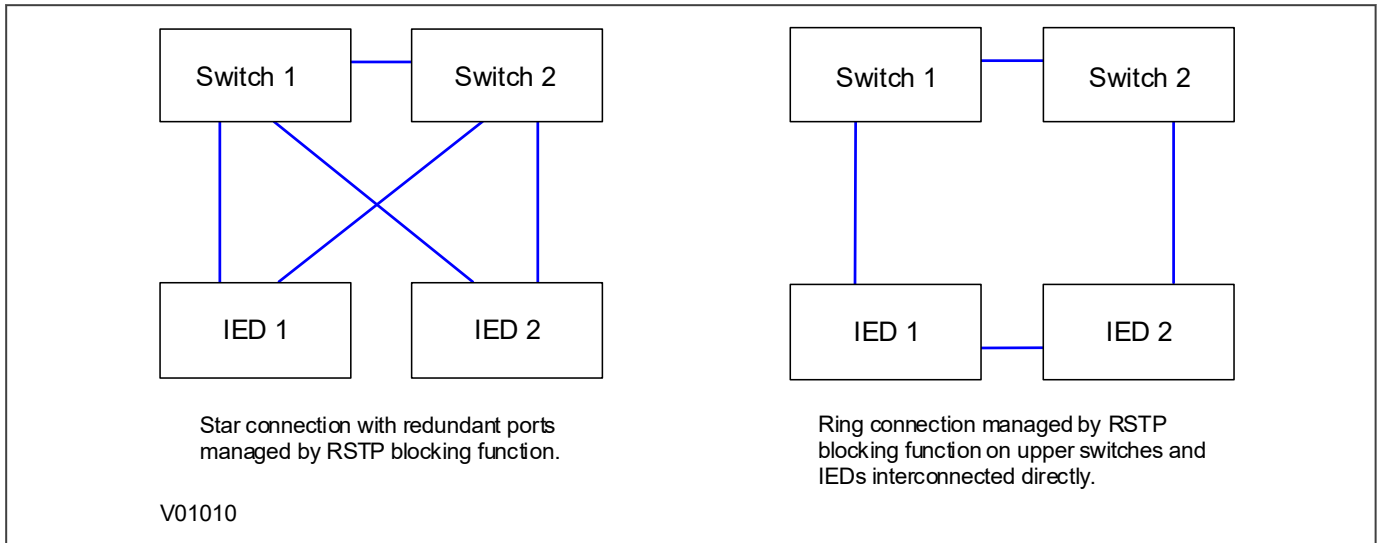 Switch 1
Switch 2
IED 1
IED 2
Star connection with redundant ports
managed by RSTP blocking function.
Switch 1
Switch 2
IED 1
IED 2
Ring connection managed by RSTP
blocking function on upper switches and
IEDs interconnected directly.
V01010